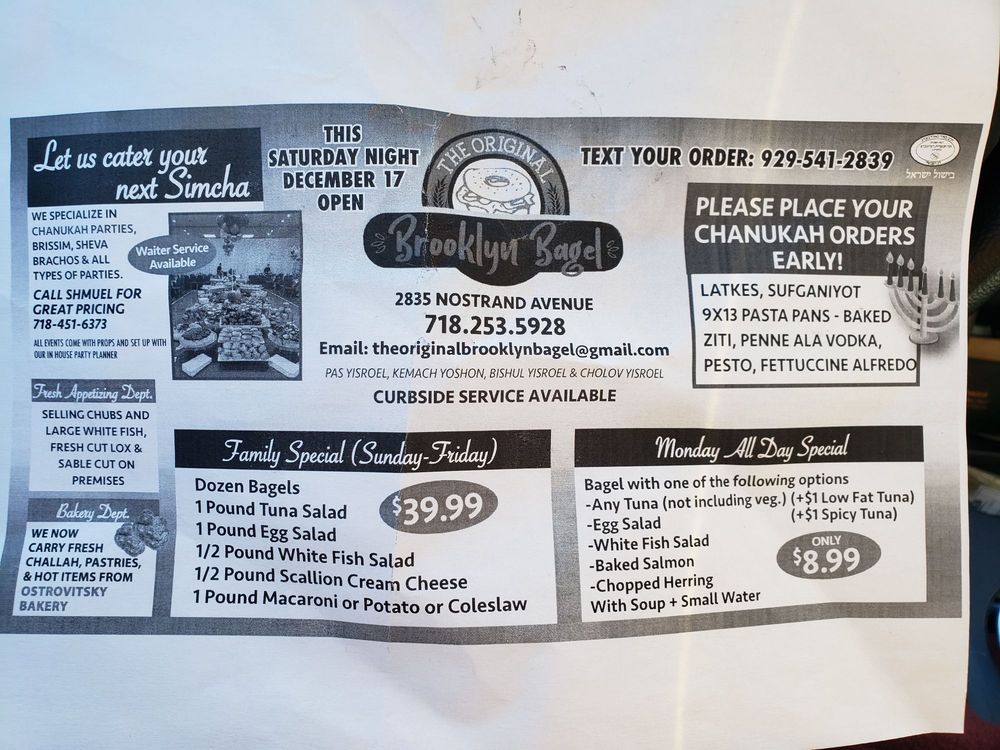 Let us cater your
next Simcha
WE SPECIALIZE IN
CHANUKAH PARTIES,
BRISSIM, SHEVA
BRACHOS & ALL
TYPES OF PARTIES.
CALL SHMUEL FOR
GREAT PRICING
718-451-6373
ALL EVENTS COME WITH PROPS AND SET UP WITH
OUR IN HOUSE PARTY PLANNER
Waiter Service
Available
THIS
SATURDAY NIGHT
DECEMBER 17
OPEN
THE ORIGINAL
Brooklyn Bagel
2835 NOSTRAND AVENUE
718.253.5928
Email: theoriginalbrooklynbagel@gmail.com
PAS YISROEL, KEMACH YOSHON, BISHUL YISROEL & CHOLOV YISROEL
CURBSIDE SERVICE AVAILABLE
TEXT YOUR ORDER: 929-541-2839
בישול ישראל
PLEASE PLACE YOUR
CHANUKAH ORDERS
EARLY!
LATKES, SUFGANIYOT
9X13 PASTA PANS - BAKED
ZITI, PENNE ALA VODKA,
PESTO, FETTUCCINE ALFREDO
Fresh Appetizing Dept.
SELLING CHUBS AND
LARGE WHITE FISH,
FRESH CUT LOX &
SABLE CUT ON
PREMISES
Bakery Dept.
WE NOW
CARRY FRESH
CHALLAH, PASTRIES,
& HOT ITEMS FROM
OSTROVITSKY
BAKERY
Family Special (Sunday-Friday)
Dozen Bagels
1 Pound Tuna Salad
1 Pound Egg Salad
1/2 Pound White Fish Salad
1/2 Pound Scallion Cream Cheese
1 Pound Macaroni or Potato or Coleslaw
$39.99
Monday All Day Special
Bagel with one of the following options
-Any Tuna (not including veg.) (+$1 Low Fat Tuna)
(+$1 Spicy Tuna)
-Egg Salad
-White Fish Salad
-Baked Salmon
-Chopped Herring
With Soup + Small Water
ONLY
$8.99